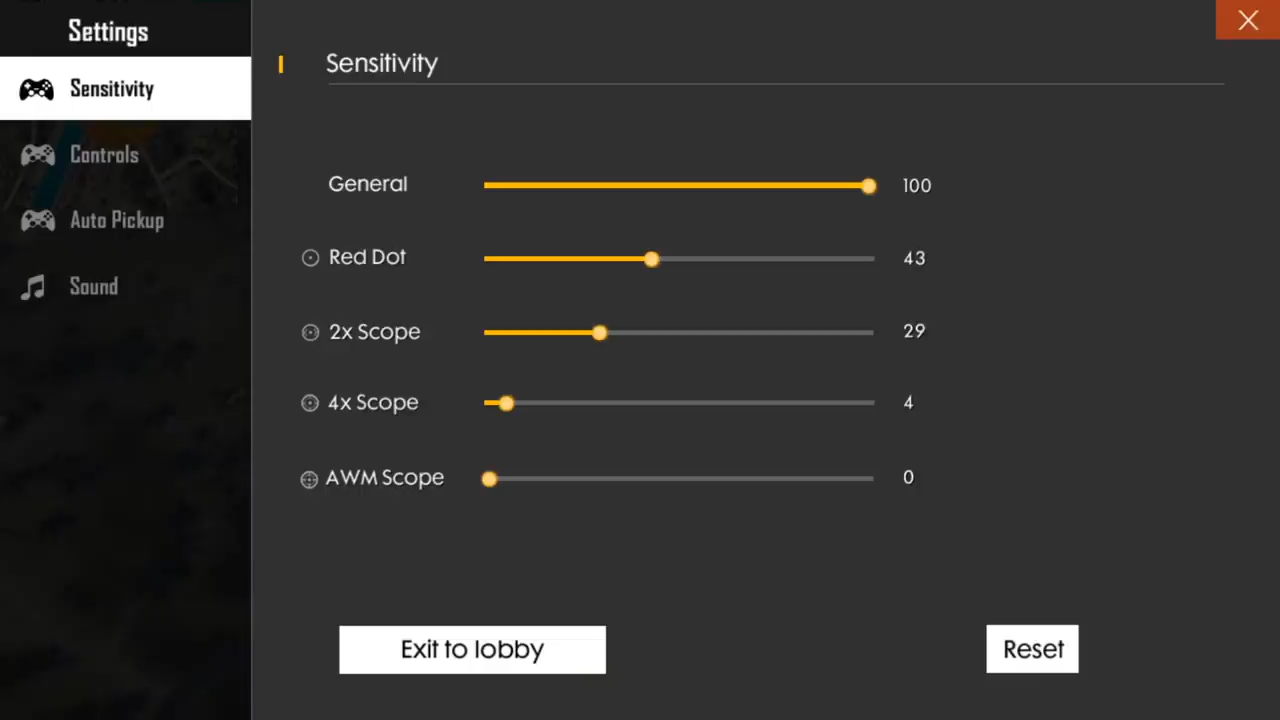 Settings
Sensitivity
Controls
Auto Pickup
Sound
Sensitivity
General 100
Red Dot 43
2x Scope 29
4x Scope 4
AWM Scope 0
Exit to lobby
Reset